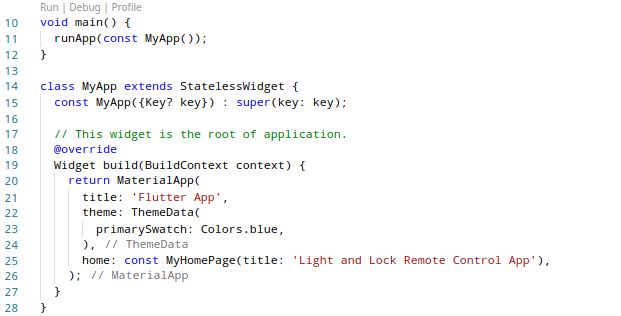 Run | Debug | Profile
10 void main() {
11   runApp(const MyApp());
12 }
13
14 class MyApp extends StatelessWidget {
15   const MyApp({Key? key}) : super(key: key);
16
17   // This widget is the root of application.
18   @override
19   Widget build(BuildContext context) {
20     return MaterialApp(
21       title: 'Flutter App',
22       theme: ThemeData(
23         primarySwatch: Colors.blue,
24       ), // ThemeData
25       home: const MyHomePage(title: 'Light and Lock Remote Control App'),
26     ); // MaterialApp
27   }
28 }